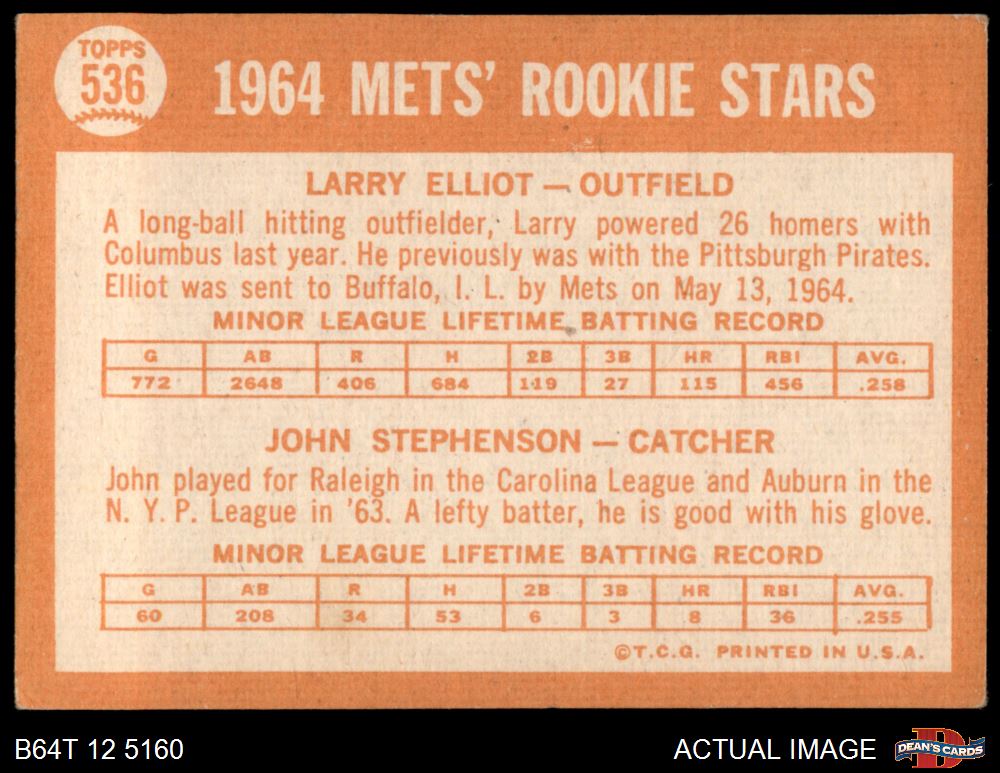 TOPPS
536
1964 METS' ROOKIE STARS
LARRY ELLIOT — OUTFIELD
A long-ball hitting outfielder, Larry powered 26 homers with
Columbus last year. He previously was with the Pittsburgh Pirates.
Elliot was sent to Buffalo, I. L. by Mets on May 13, 1964.
MINOR LEAGUE LIFETIME BATTING RECORD
G AB R H 2B 3B HR RBI AVG.
772 2648 406 684 119 27 115 456 .258
JOHN STEPHENSON — CATCHER
John played for Raleigh in the Carolina League and Auburn in the
N. Y. P. League in '63. A lefty batter, he is good with his glove.
MINOR LEAGUE LIFETIME BATTING RECORD
G AB R H 2B 3B HR RBI AVG.
60 208 34 53 6 3 8 36 .255
©T.C.G. PRINTED IN U.S.A.
B64T 12 5160 ACTUAL IMAGE DEAN'S CARDS